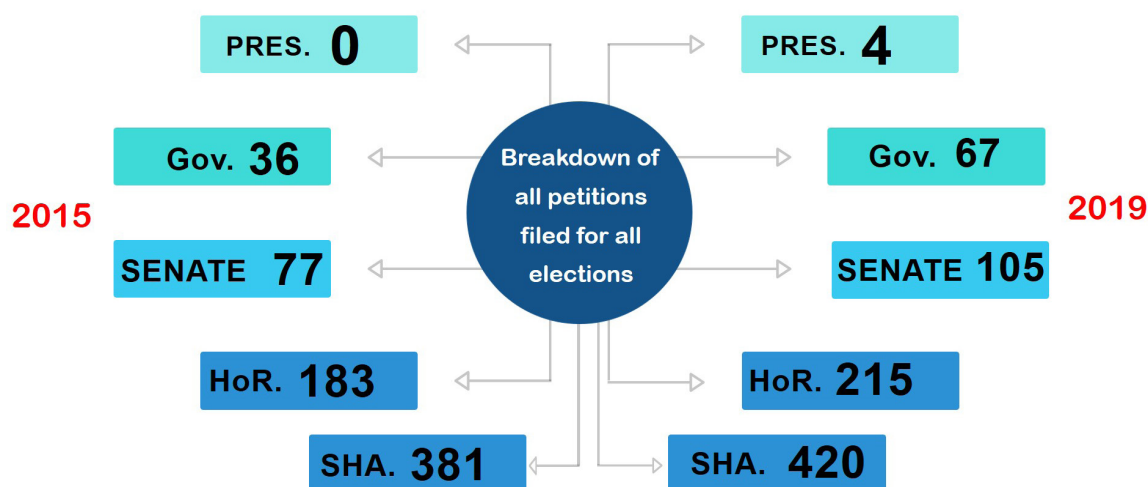 PRES. 0
PRES. 4
Gov. 36
Gov. 67
Breakdown of
all petitions
filed for all
elections
2015
2019
SENATE 77
SENATE 105
HoR. 183
HoR. 215
SHA. 381
SHA. 420